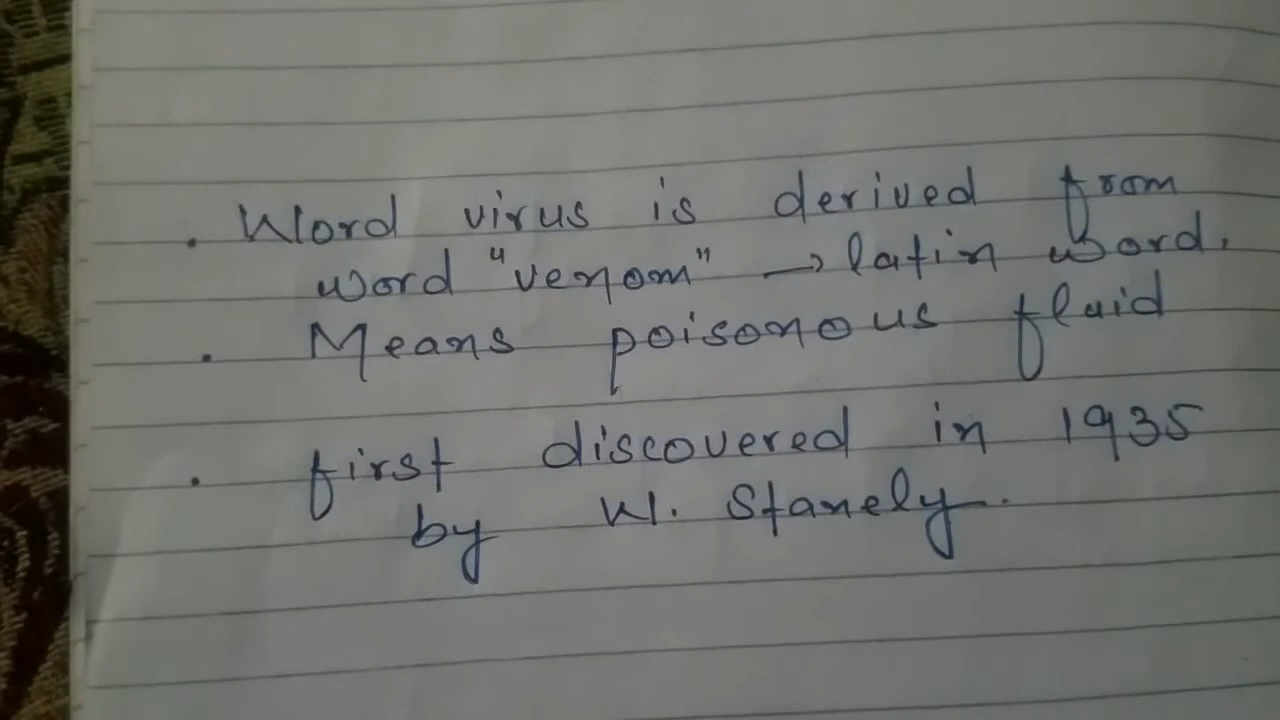 . Word virus is derived from
word "venom" → latin word.
. Means poisonous fluid
. first discovered in 1935
by W. Stanely.